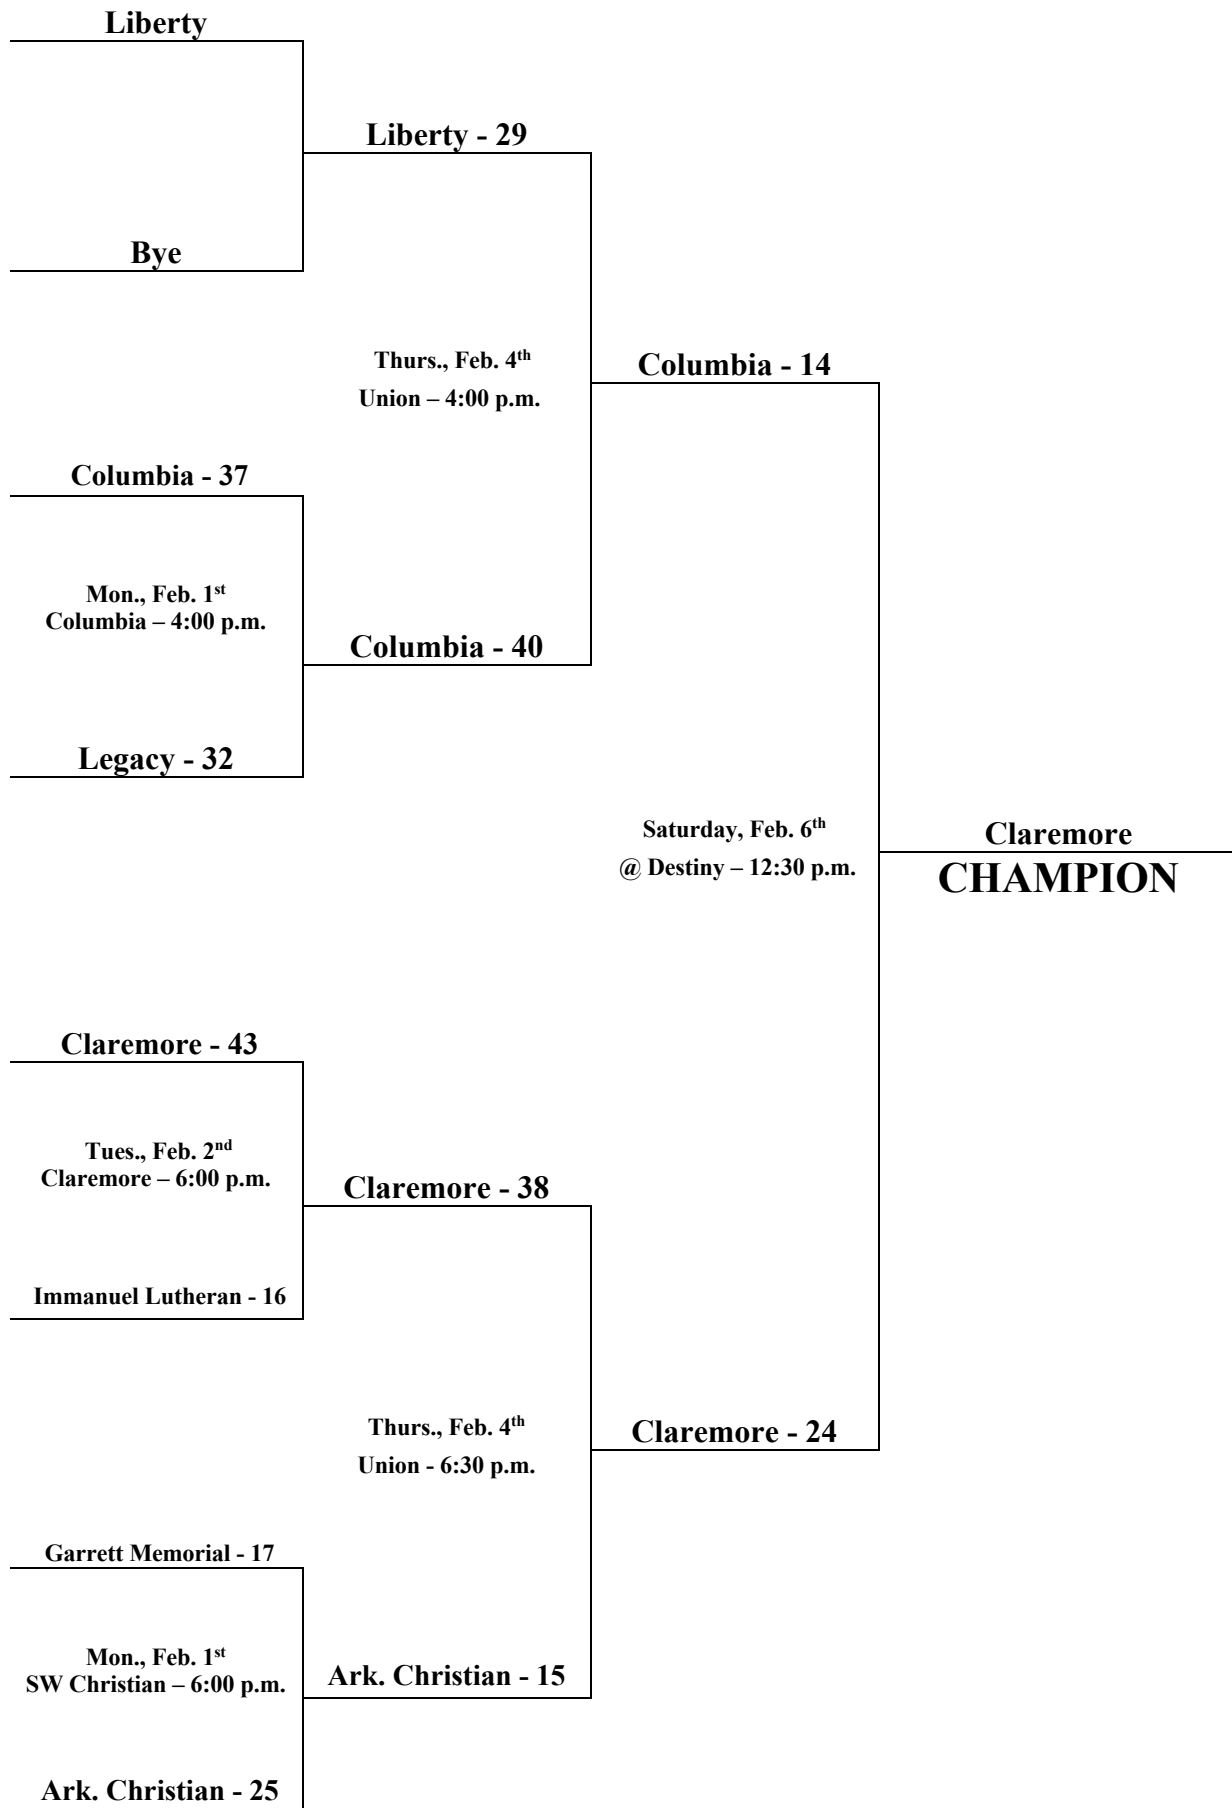 Liberty
Liberty - 29
Bye
Thurs., Feb. 4th
Union – 4:00 p.m.
Columbia - 14
Columbia - 37
Mon., Feb. 1st
Columbia – 4:00 p.m.
Columbia - 40
Legacy - 32
Saturday, Feb. 6th
@ Destiny – 12:30 p.m.
Claremore
CHAMPION
Claremore - 43
Tues., Feb. 2nd
Claremore – 6:00 p.m.
Claremore - 38
Immanuel Lutheran - 16
Thurs., Feb. 4th
Union - 6:30 p.m.
Claremore - 24
Garrett Memorial - 17
Mon., Feb. 1st
SW Christian – 6:00 p.m.
Ark. Christian - 15
Ark. Christian - 25